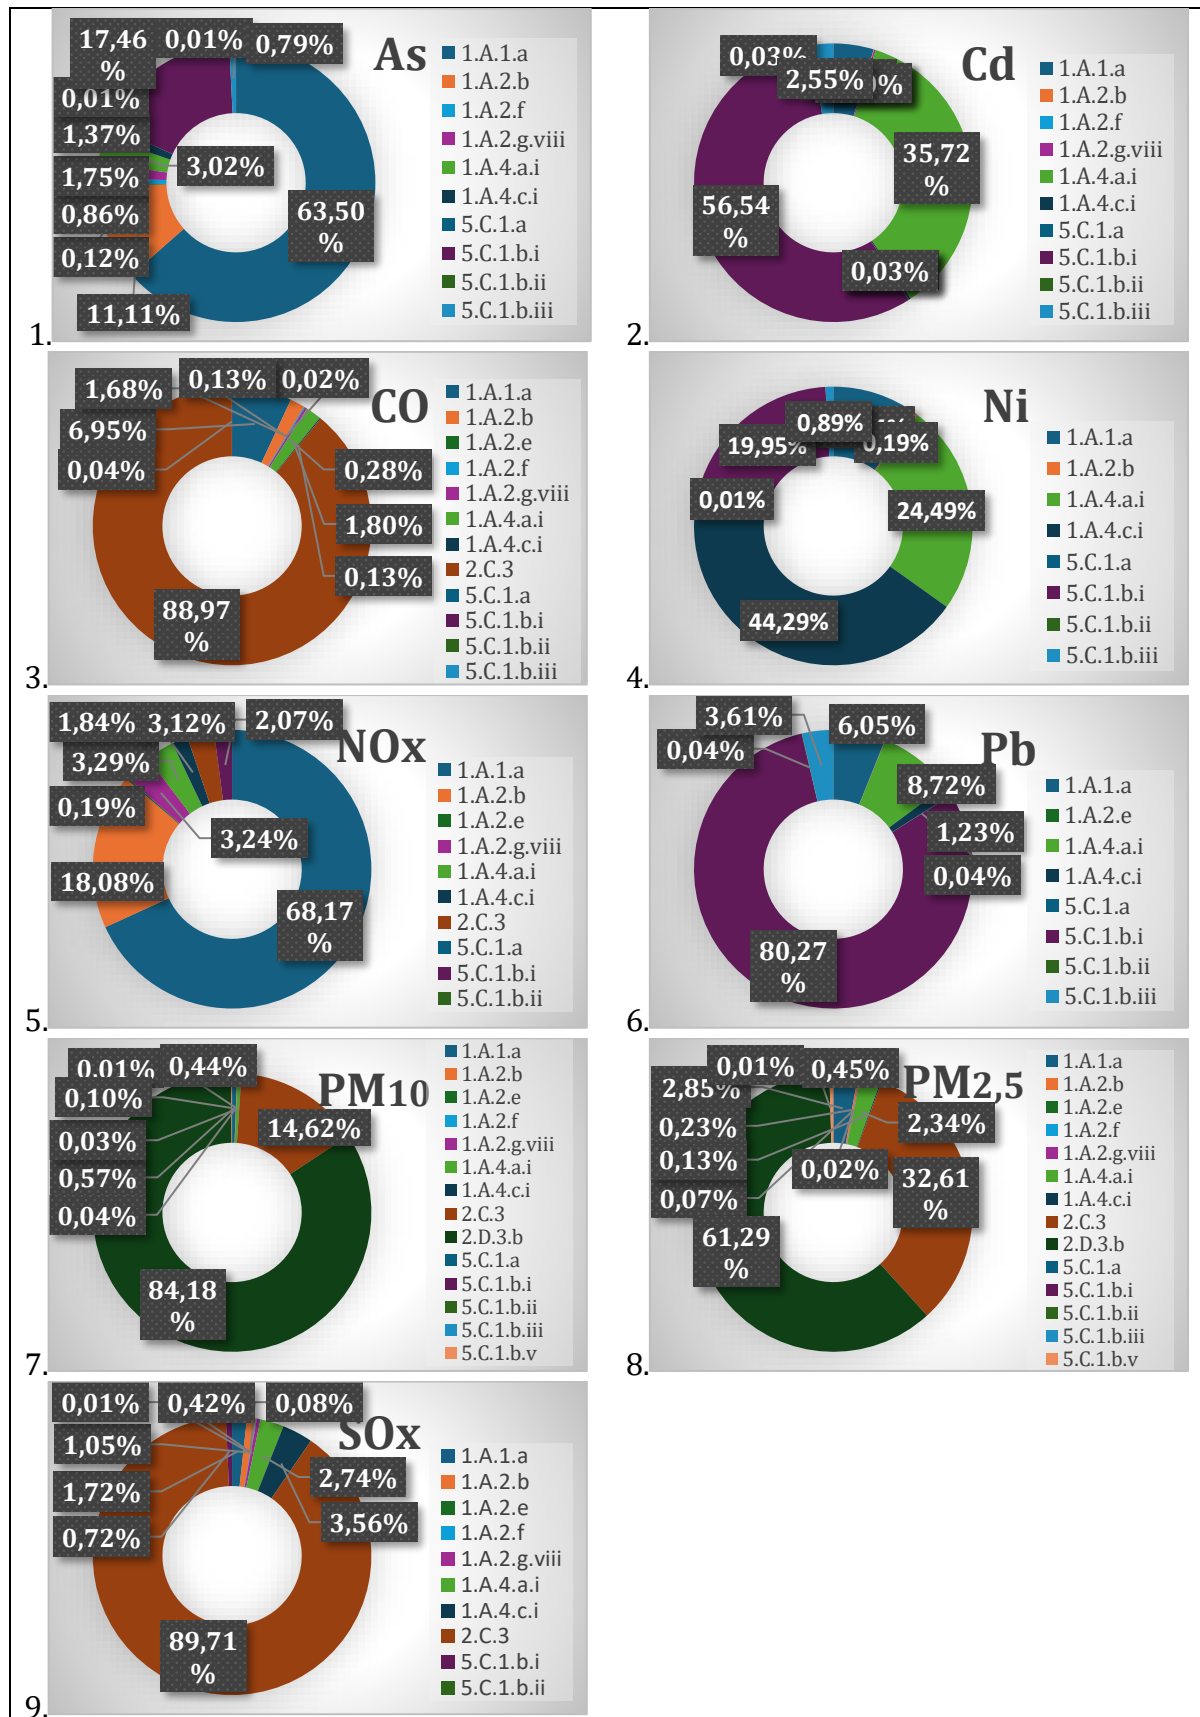 17,46
%
0,01%
0,79%
As
0,01%
1,37%
3,02%
1,75%
0,86%
0,12%
11,11%
63,50
%
1.A.1.a
1.A.2.b
1.A.2.f
1.A.2.g.viii
1.A.4.a.i
1.A.4.c.i
5.C.1.a
5.C.1.b.i
5.C.1.b.ii
5.C.1.b.iii
1.
0,03%
2,55%
Cd
35,72
%
56,54
%
0,03%
1.A.1.a
1.A.2.b
1.A.2.f
1.A.2.g.viii
1.A.4.a.i
1.A.4.c.i
5.C.1.a
5.C.1.b.i
5.C.1.b.ii
5.C.1.b.iii
2.
1,68%
0,13%
0,02%
CO
6,95%
0,04%
0,28%
1,80%
0,13%
88,97
%
1.A.1.a
1.A.2.b
1.A.2.e
1.A.2.f
1.A.2.g.viii
1.A.4.a.i
1.A.4.c.i
2.C.3
5.C.1.a
5.C.1.b.i
5.C.1.b.ii
5.C.1.b.iii
3.
Ni
0,89%
0,19%
19,95%
0,01%
24,49%
44,29%
1.A.1.a
1.A.2.b
1.A.4.a.i
1.A.4.c.i
5.C.1.a
5.C.1.b.i
5.C.1.b.ii
5.C.1.b.iii
4.
1,84%
3,12%
2,07%
NOx
3,29%
0,19%
3,24%
18,08%
68,17
%
1.A.1.a
1.A.2.b
1.A.2.e
1.A.2.g.viii
1.A.4.a.i
1.A.4.c.i
2.C.3
5.C.1.a
5.C.1.b.i
5.C.1.b.ii
5.
3,61%
6,05%
Pb
0,04%
8,72%
1,23%
0,04%
80,27
%
1.A.1.a
1.A.2.e
1.A.4.a.i
1.A.4.c.i
5.C.1.a
5.C.1.b.i
5.C.1.b.ii
5.C.1.b.iii
6.
0,01%
0,44%
PM10
0,10%
14,62%
0,03%
0,57%
0,04%
84,18
%
1.A.1.a
1.A.2.b
1.A.2.e
1.A.2.f
1.A.2.g.viii
1.A.4.a.i
1.A.4.c.i
2.C.3
2.D.3.b
5.C.1.a
5.C.1.b.i
5.C.1.b.ii
5.C.1.b.iii
5.C.1.b.v
7.
0,01%
0,45%
PM2,5
2,85%
2,34%
0,23%
0,13%
0,02%
32,61
%
0,07%
61,29
%
1.A.1.a
1.A.2.b
1.A.2.e
1.A.2.f
1.A.2.g.viii
1.A.4.a.i
1.A.4.c.i
2.C.3
2.D.3.b
5.C.1.a
5.C.1.b.i
5.C.1.b.ii
5.C.1.b.iii
5.C.1.b.v
8.
0,01%
0,42%
0,08%
SOx
1,05%
2,74%
1,72%
3,56%
0,72%
89,71
%
1.A.1.a
1.A.2.b
1.A.2.e
1.A.2.f
1.A.2.g.viii
1.A.4.a.i
1.A.4.c.i
2.C.3
5.C.1.b.i
5.C.1.b.ii
9.